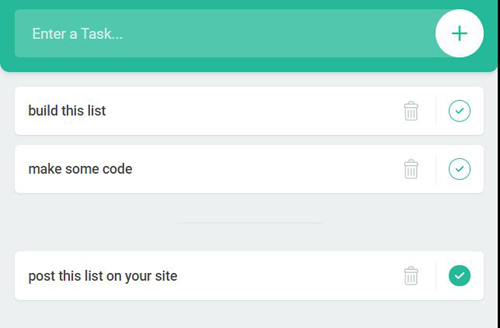 Enter a Task...
build this list
make some code
post this list on your site